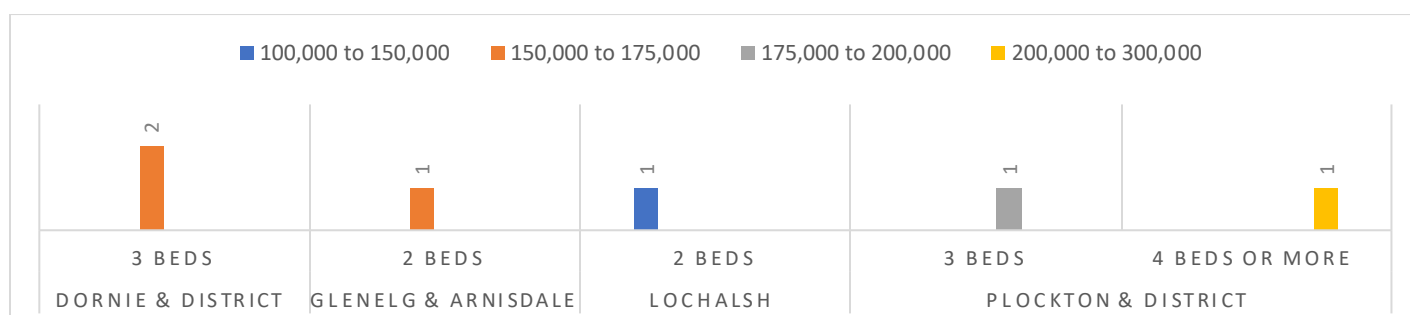 100,000 to 150,000 150,000 to 175,000 175,000 to 200,000 200,000 to 300,000
2
1
1
1
1
3 BEDS 2 BEDS 2 BEDS 3 BEDS 4 BEDS OR MORE
DORNIE & DISTRICT GLENELG & ARNISDALE LOCHALSH PLOCKTON & DISTRICT